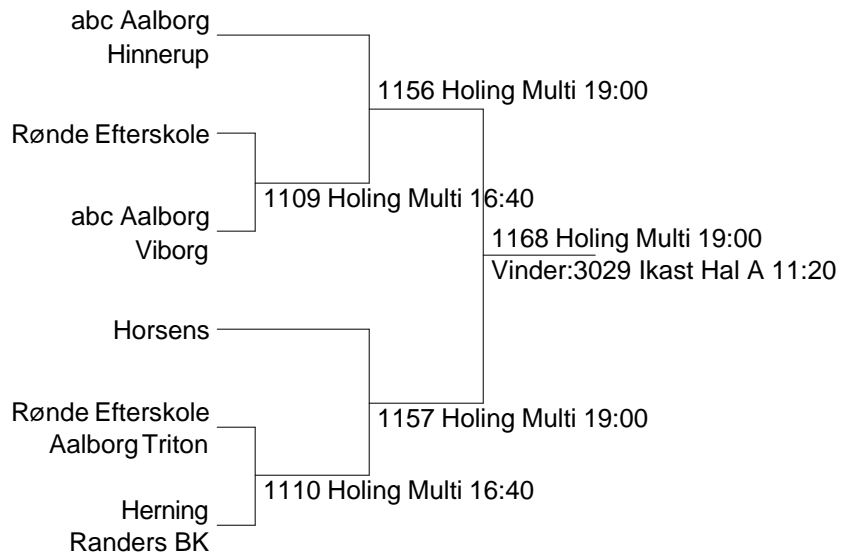 abc Aalborg
Hinnerup
1156 Holing Multi 19:00
Rønde Efterskole
1109 Holing Multi 16:40
abc Aalborg
Viborg
1168 Holing Multi 19:00
Vinder:3029 Ikast Hal A 11:20
Horsens
Rønde Efterskole
Aalborg Triton
1157 Holing Multi 19:00
1110 Holing Multi 16:40
Herning
Randers BK